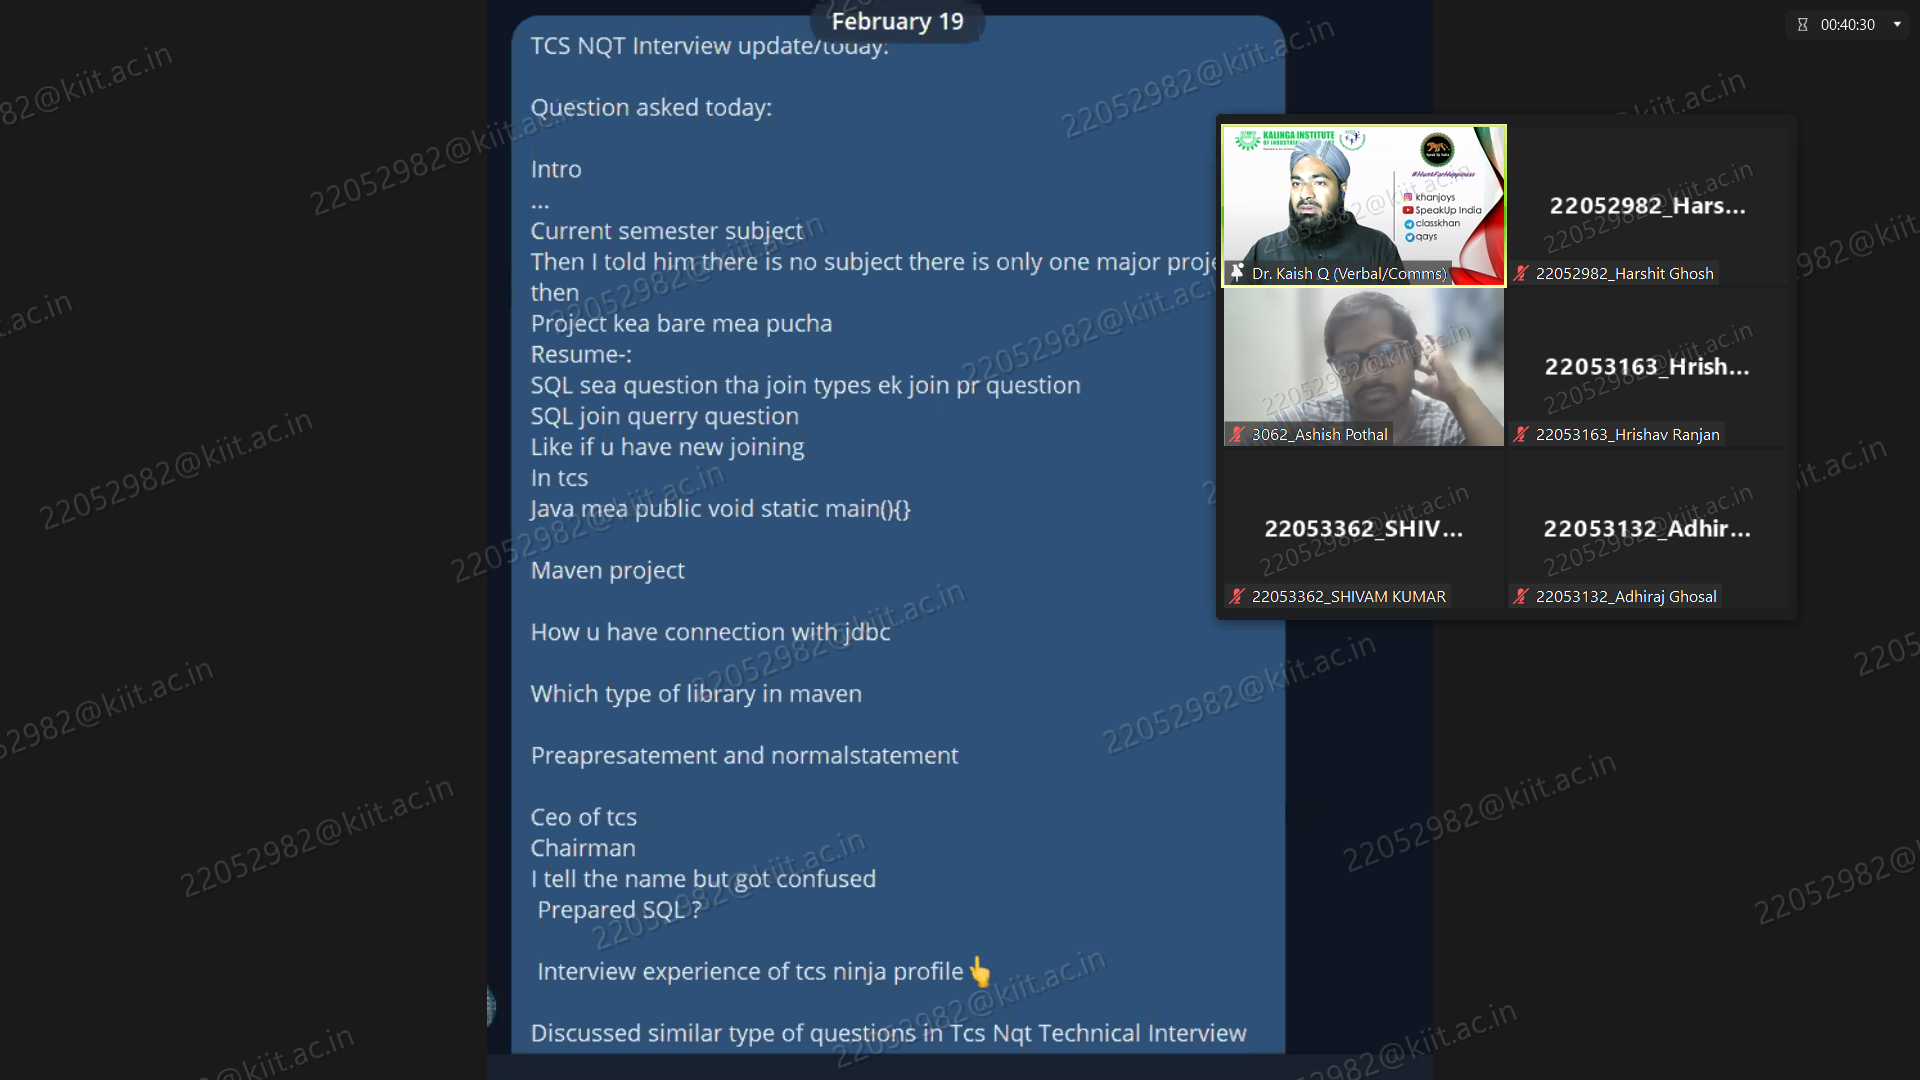 February 19
00:40:30
TCS NQT Interview update/today:
Question asked today:
Intro
...
Current semester subject
Then I told him there is no subject there is only one major
then
Project kea bare mea pucha
Resume-:
SQL sea question tha join types ek join pr question
SQL join querry question
Like if u have new joining
In tcs
Java mea public void static main(){}
Maven project
How u have connection with jdbc
Which type of library in maven
Preapresatement and normalstatement
Ceo of tcs
Chairman
I tell the name but got confused
Prepared SQL ?
Interview experience of tcs ninja profile👆
Discussed similar type of questions in Tcs Nqt Technical Interview
KALINGA INSTITUTE
#HuntForHappiness
khanjoys
SpeakUp India
classkhan
qays
Dr. Kaish Q (Verbal/Comms)
22052982_Hars...
22052982_Harshit Ghosh
3062_Ashish Pothal
22053163_Hrish...
22053163_Hrishav Ranjan
22053362_SHIV...
22053362_SHIVAM KUMAR
22053132_Adhir...
22053132_Adhiraj Ghosal
22052982@kiit.ac.in